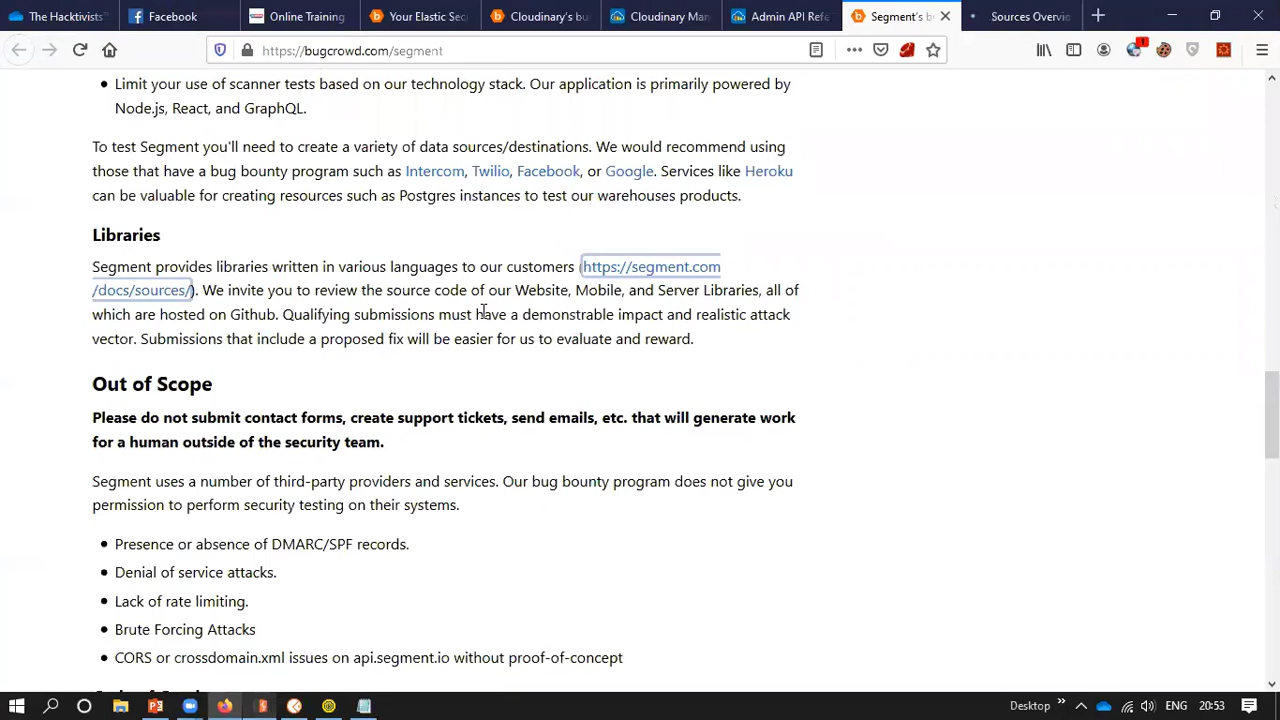 The Hacktivists™
Facebook
Online Training
Your Elastic Sec
Cloudinary's bu
Cloudinary Man
Admin API Refe
Segment's b
Sources Overvi
https://bugcrowd.com/segment
1
Limit your use of scanner tests based on our technology stack. Our application is primarily powered by
Node.js, React, and GraphQL.
To test Segment you'll need to create a variety of data sources/destinations. We would recommend using
those that have a bug bounty program such as Intercom, Twilio, Facebook, or Google. Services like Heroku
can be valuable for creating resources such as Postgres instances to test our warehouses products.
Libraries
Segment provides libraries written in various languages to our customers (https://segment.com
/docs/sources/). We invite you to review the source code of our Website, Mobile, and Server Libraries, all of
which are hosted on Github. Qualifying submissions must have a demonstrable impact and realistic attack
vector. Submissions that include a proposed fix will be easier for us to evaluate and reward.
Out of Scope
Please do not submit contact forms, create support tickets, send emails, etc. that will generate work
for a human outside of the security team.
Segment uses a number of third-party providers and services. Our bug bounty program does not give you
permission to perform security testing on their systems.
Presence or absence of DMARC/SPF records.
Denial of service attacks.
Lack of rate limiting.
Brute Forcing Attacks
CORS or crossdomain.xml issues on api.segment.io without proof-of-concept
Desktop
ENG
20:53